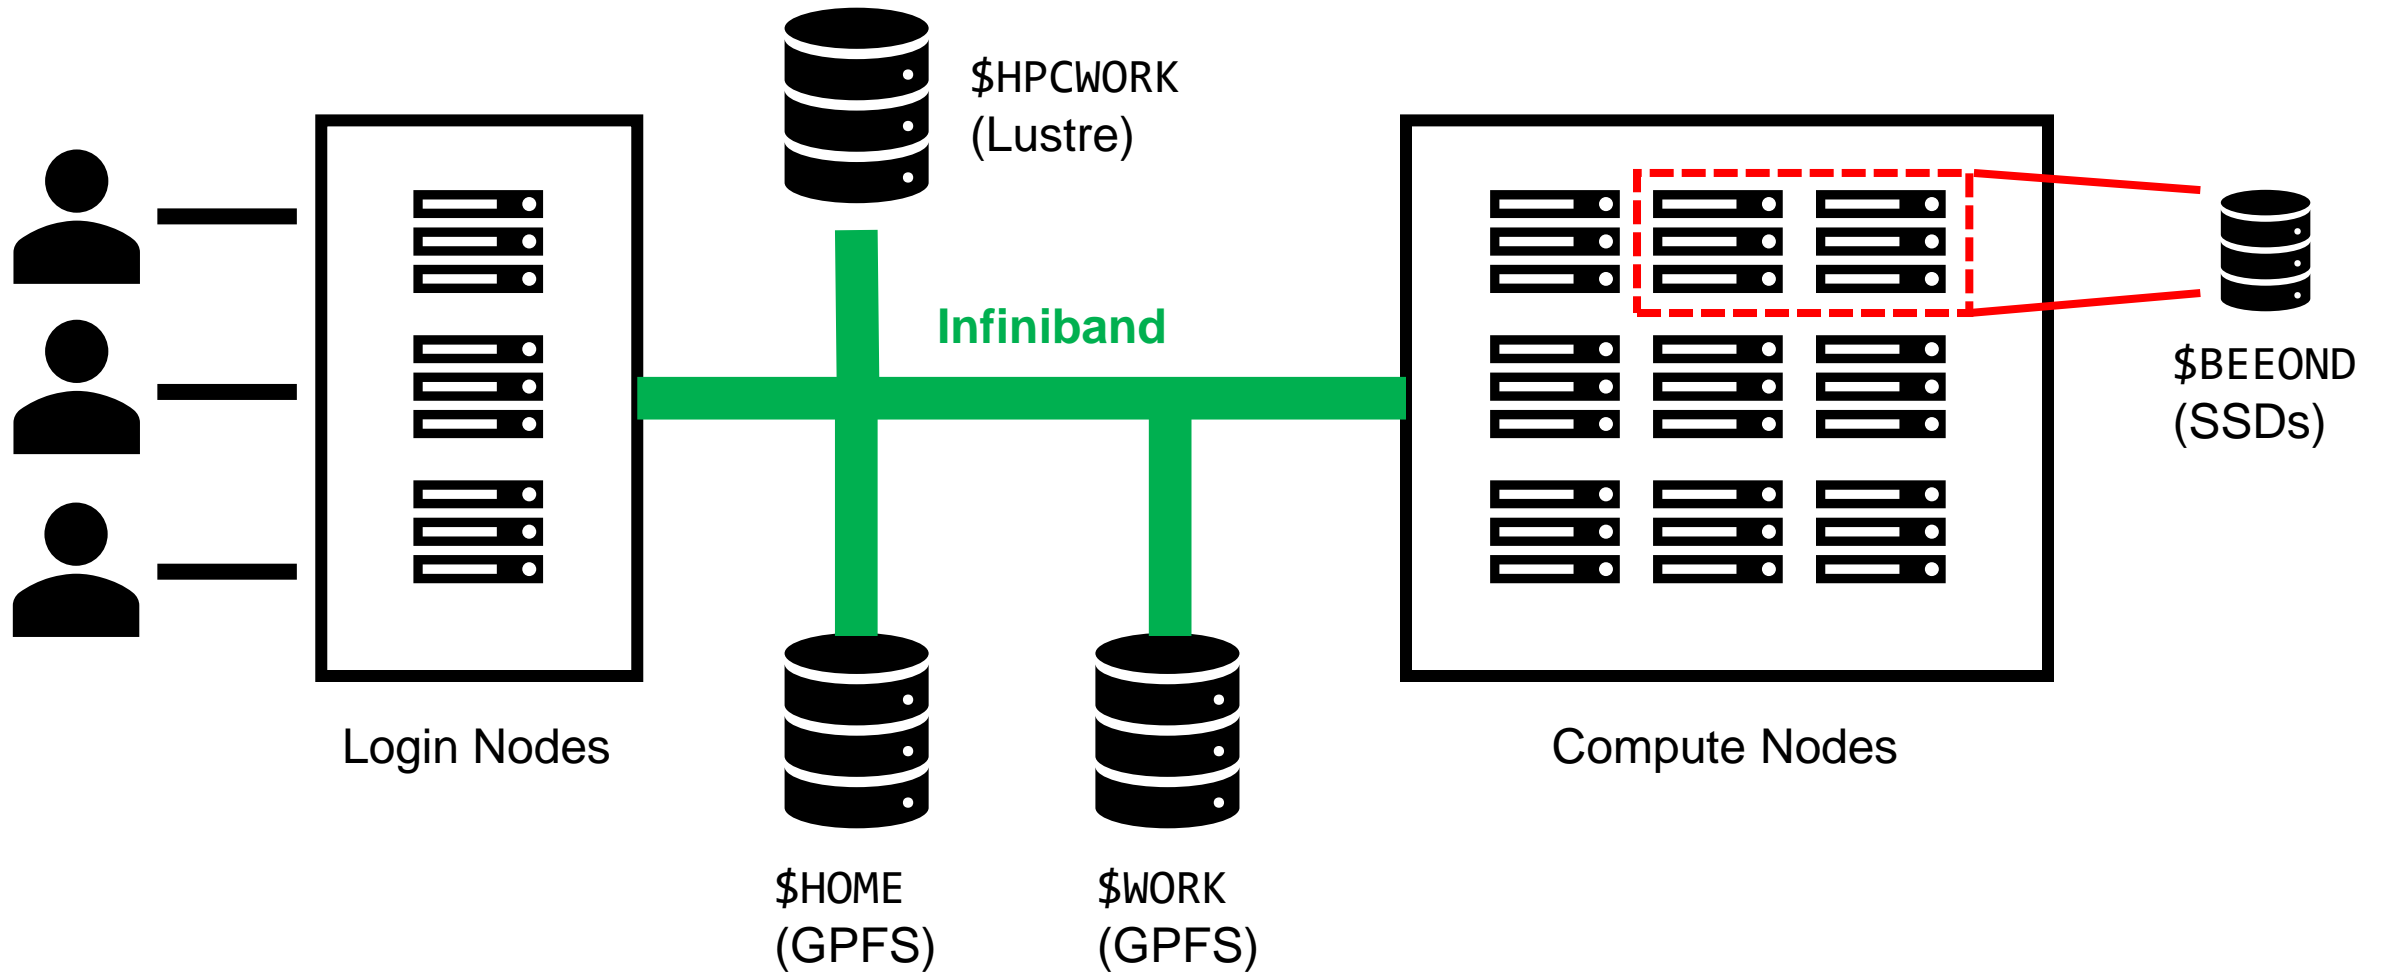 $HPCWORK
(Lustre)
Infiniband
$BEEOND
(SSDs)
Login Nodes
Compute Nodes
$HOME
(GPFS)
$WORK
(GPFS)